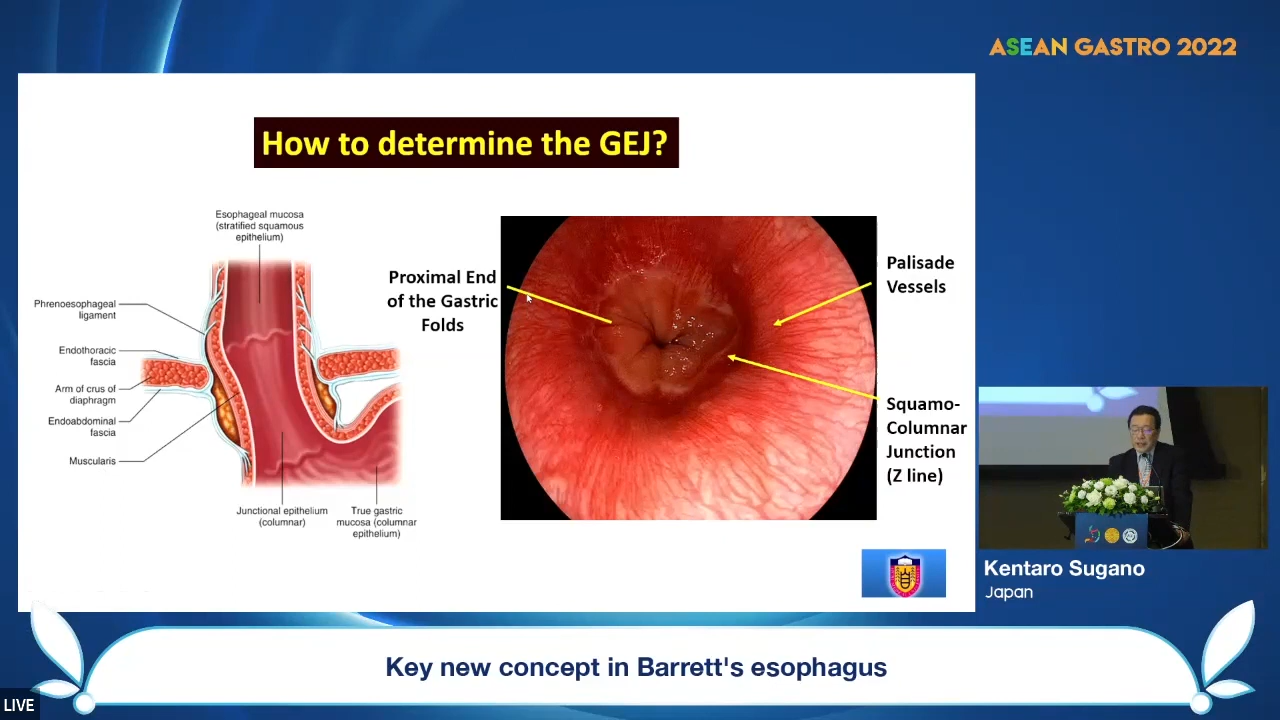 ASEAN GASTRO 2022
How to determine the GEJ?
Esophageal mucosa
(stratified squamous
epithelium)
Phrenoesophageal
ligament
Endothoracic
fascia
Arm of crus of
diaphragm
Endoabdominal
fascia
Muscularis
Junctional epithelium
(columnar)
True gastric
mucosa (columnar
epithelium)
Proximal End
of the Gastric
Folds
Palisade
Vessels
Squamo-
Columnar
Junction
(Z line)
Kentaro Sugano
Japan
Key new concept in Barrett's esophagus
LIVE